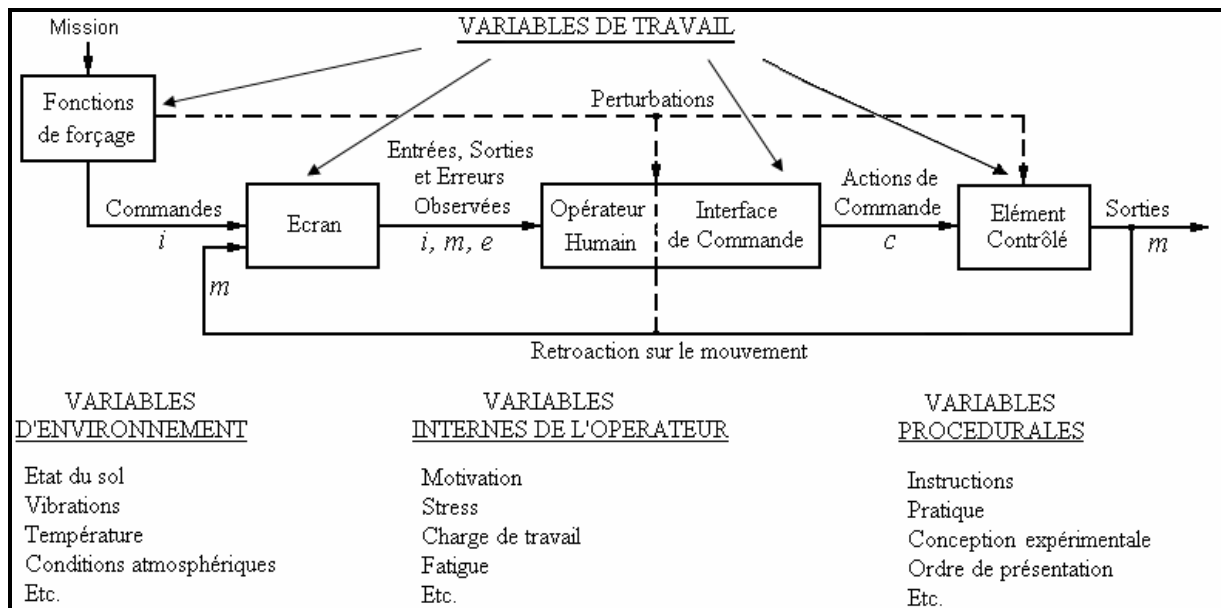 Mission
VARIABLES DE TRAVAIL
Fonctions
de forçage
Perturbations
Entrées, Sorties
et Erreurs
Observées
i, m, e
Commandes
i
m
Ecran
Opérateur
Humain
Interface
de Commande
Actions de
Commande
c
Elément
Contrôlé
Sorties
m
Retroaction sur le mouvement
VARIABLES
D'ENVIRONNEMENT
Etat du sol
Vibrations
Température
Conditions atmosphériques
Etc.
VARIABLES
INTERNES DE L'OPERATEUR
Motivation
Stress
Charge de travail
Fatigue
Etc.
VARIABLES
PROCEDURALES
Instructions
Pratique
Conception expérimentale
Ordre de présentation
Etc.